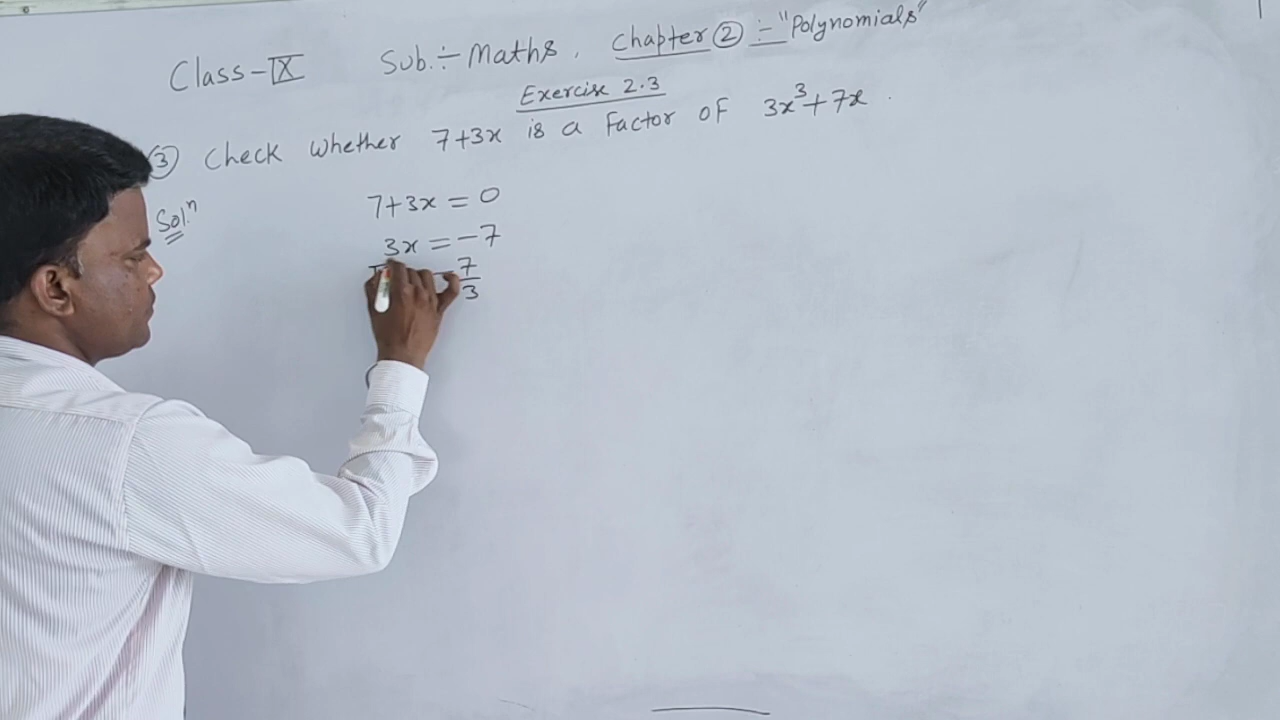 Class-IX Sub.:- Maths. Chapter ② :- "Polynomials"
Exercise 2.3
③ Check whether 7+3x is a factor of 3x³+7x.
Sol.ⁿ 7+3x = 0
3x = -7
-7/3